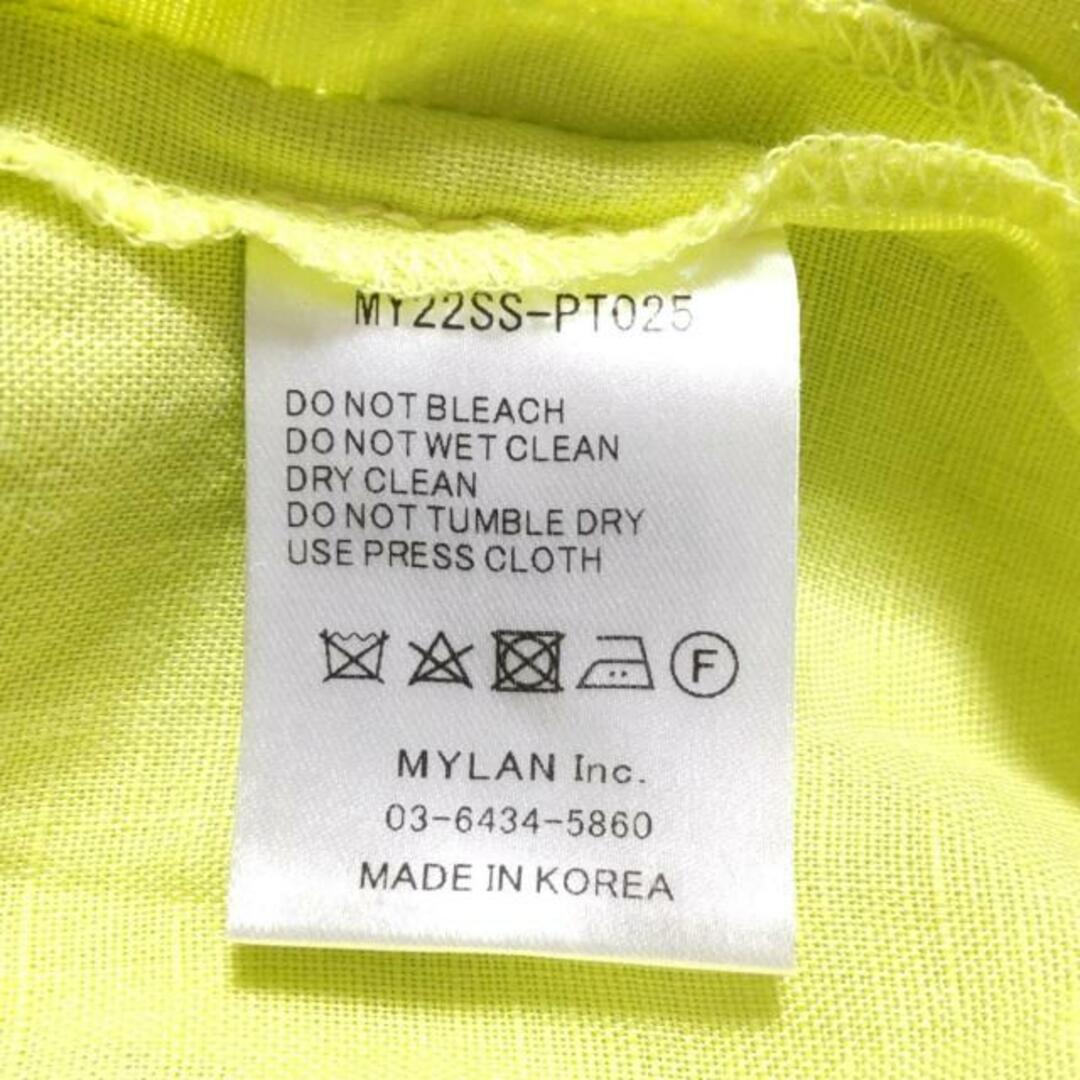 MY22SS-PT025
DO NOT BLEACH
DO NOT WET CLEAN
DRY CLEAN
DO NOT TUMBLE DRY
USE PRESS CLOTH
F
MYLAN Inc.
03-6434-5860
MADE IN KOREA